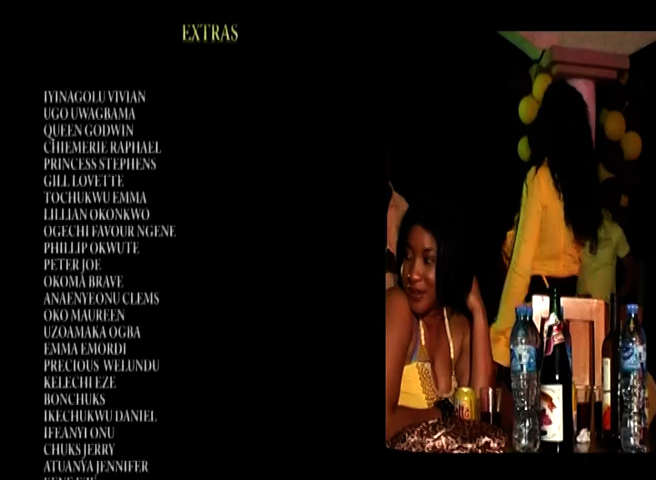 EXTRAS
IYINAGOLU VIVIAN
UGO UWAGBAMA
QUEEN GODWIN
CHIEMERIE RAPHAEL
PRINCESS STEPHENS
GILL LOVETTE
TOCHUKWU EMMA
LILLIAN OKONKWO
OGECHI FAVOUR NGENE
PHILLIP OKWUTE
PETER JOE
OKOMA BRAVE
ANAENYEONU CLEMS
OKO MAUREEN
UZOAMAKA OGBA
EMMA EMORDI
PRECIOUS WELUNDU
KELECHI EZE
BONCHUKS
IKECHUKWU DANIEL
IFEANYI ONU
CHUKS JERRY
ATUANYA JENNIFER